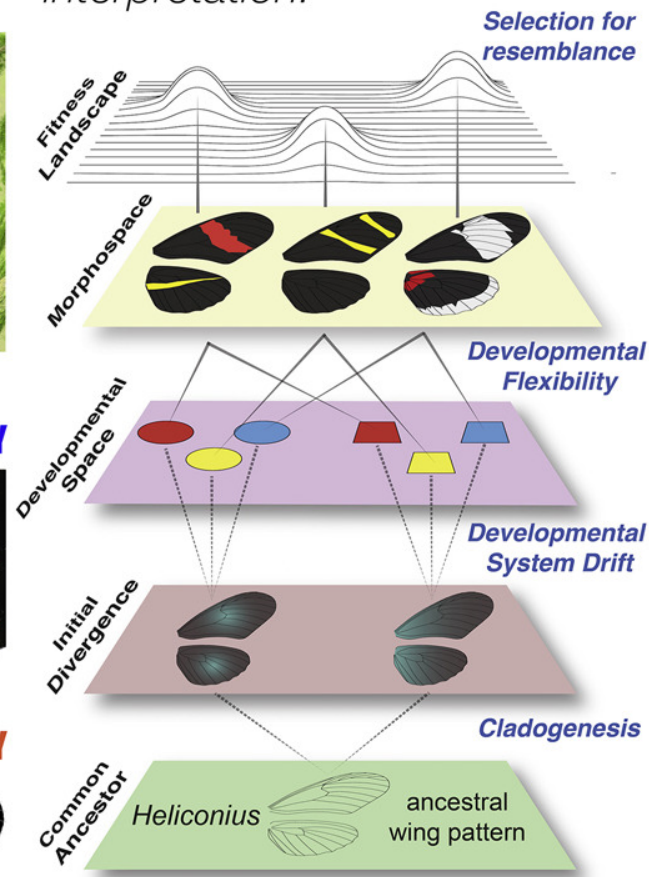 interpretation.
Selection for
resemblance
Fitness
Landscape
Morphospace
Developmental
Flexibility
Developmental
Space
Developmental
System Drift
Initial
Divergence
Cladogenesis
Common
Ancestor
Heliconius
ancestral
wing pattern